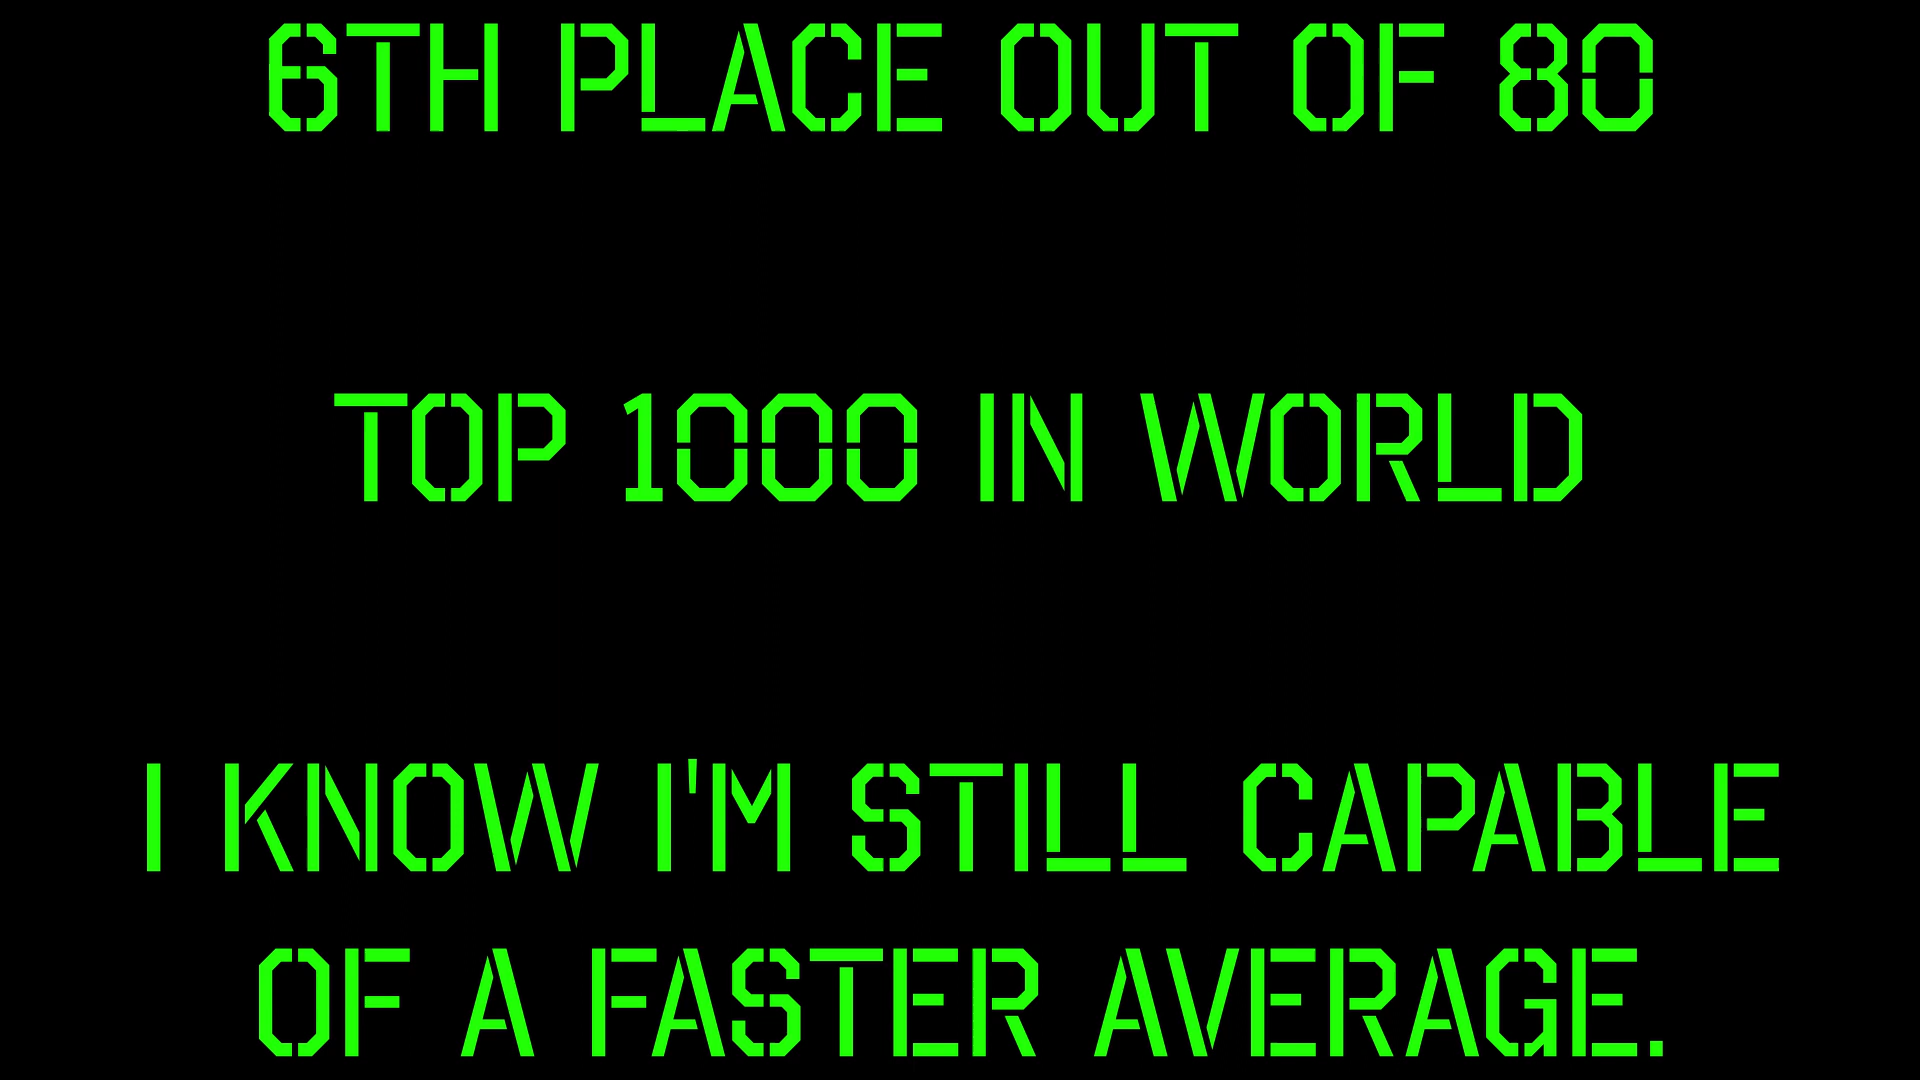 6TH PLACE OUT OF 80
TOP 1000 IN WORLD
I KNOW I'M STILL CAPABLE
OF A FASTER AVERAGE.